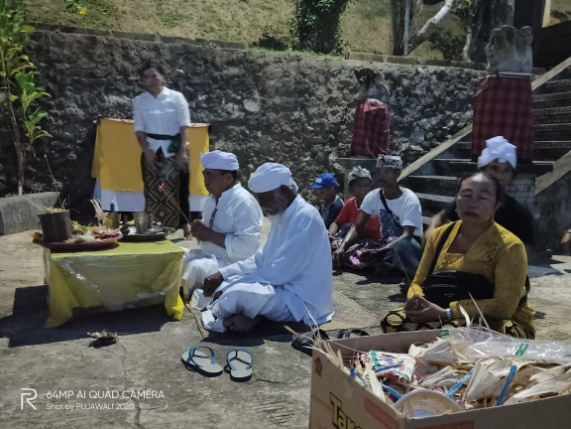 R
64MP AI QUAD CAMERA
Shot by PUJAWALI 2020